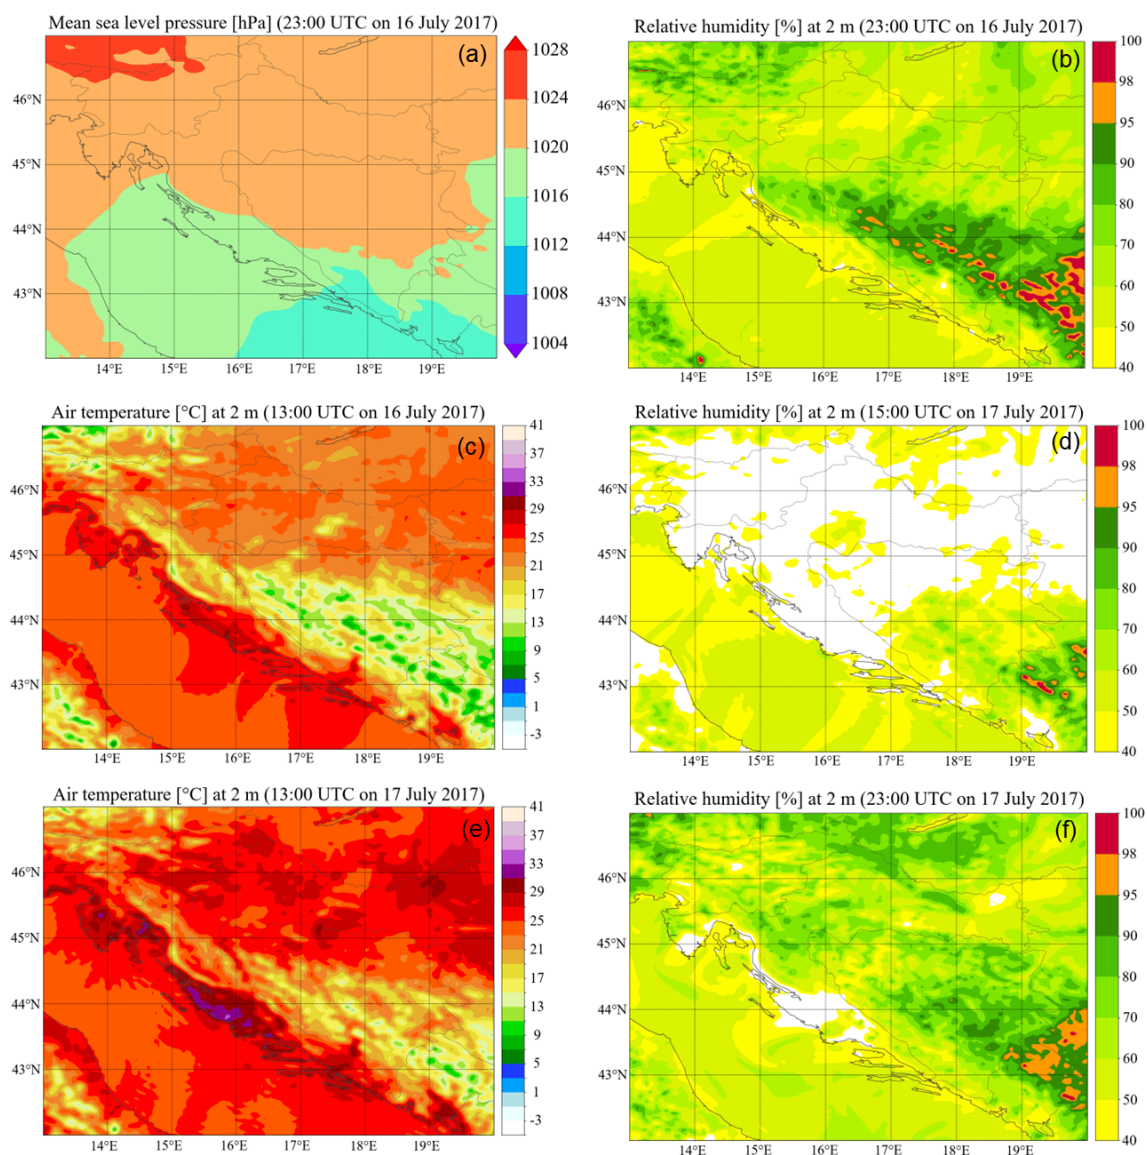 Mean sea level pressure [hPa] (23:00 UTC on 16 July 2017)
(a)
46°N
45°N
44°N
43°N
14°E 15°E 16°E 17°E 18°E 19°E
1028
1024
1020
1016
1012
1008
1004
Relative humidity [%] at 2 m (23:00 UTC on 16 July 2017)
(b)
46°N
45°N
44°N
43°N
14°E 15°E 16°E 17°E 18°E 19°E
100
98
95
90
80
70
60
50
40
Air temperature [°C] at 2 m (13:00 UTC on 16 July 2017)
(c)
46°N
45°N
44°N
43°N
14°E 15°E 16°E 17°E 18°E 19°E
41
37
33
29
25
21
17
13
9
5
1
-3
Relative humidity [%] at 2 m (15:00 UTC on 17 July 2017)
(d)
46°N
45°N
44°N
43°N
14°E 15°E 16°E 17°E 18°E 19°E
100
98
95
90
80
70
60
50
40
Air temperature [°C] at 2 m (13:00 UTC on 17 July 2017)
(e)
46°N
45°N
44°N
43°N
14°E 15°E 16°E 17°E 18°E 19°E
41
37
33
29
25
21
17
13
9
5
1
-3
Relative humidity [%] at 2 m (23:00 UTC on 17 July 2017)
(f)
46°N
45°N
44°N
43°N
14°E 15°E 16°E 17°E 18°E 19°E
100
98
95
90
80
70
60
50
40